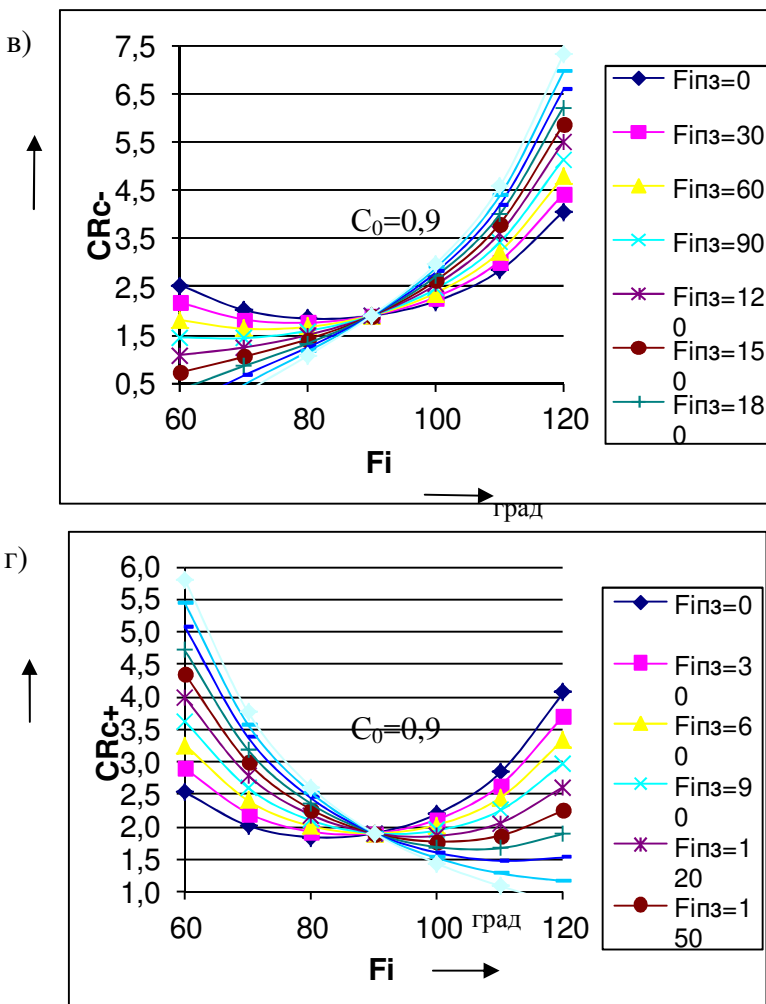 в)
7,5
6,5
5,5
4,5
3,5
2,5
1,5
0,5
CRc-
C₀=0,9
60 80 100 120
Fi
град
Fiпз=0
Fiпз=30
Fiпз=60
Fiпз=90
Fiпз=12
0
Fiпз=15
0
Fiпз=18
0
г)
6,0
5,5
5,0
4,5
4,0
3,5
3,0
2,5
2,0
1,5
1,0
CRc+
C₀=0,9
град
60 80 100 120
Fi
Fiпз=0
Fiпз=3
0
Fiпз=6
0
Fiпз=9
0
Fiпз=1
20
Fiпз=1
50